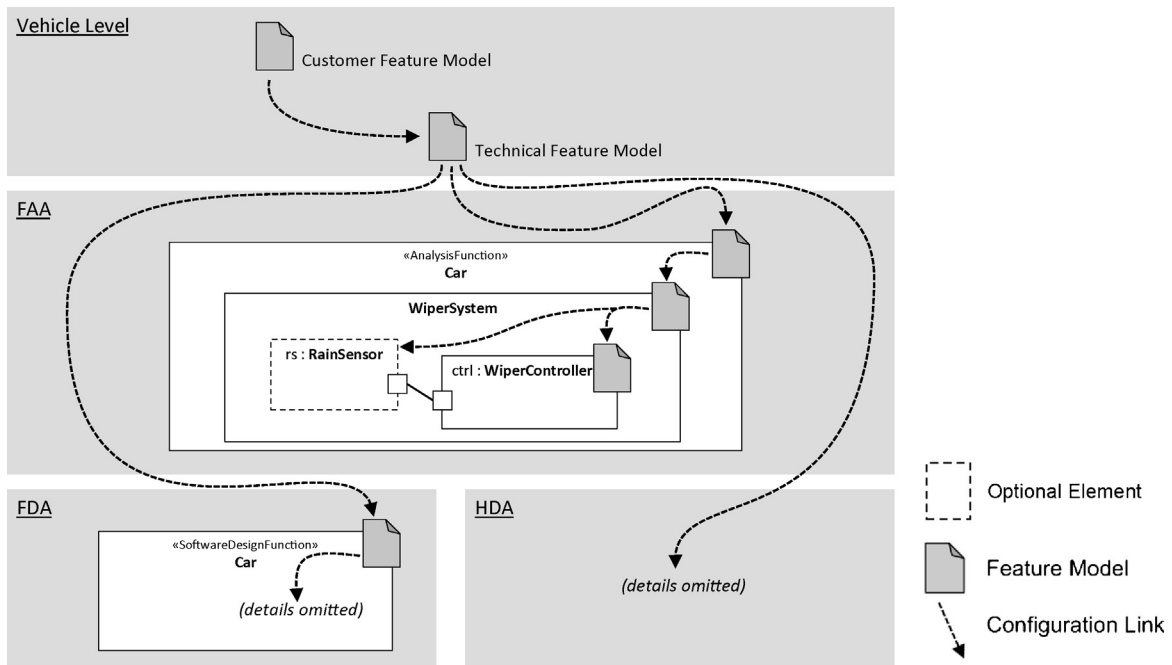 Vehicle Level
Customer Feature Model
Technical Feature Model
FAA
«AnalysisFunction»
Car
WiperSystem
rs : RainSensor
ctrl : WiperController
FDA
«SoftwareDesignFunction»
Car
(details omitted)
HDA
(details omitted)
Optional Element
Feature Model
Configuration Link